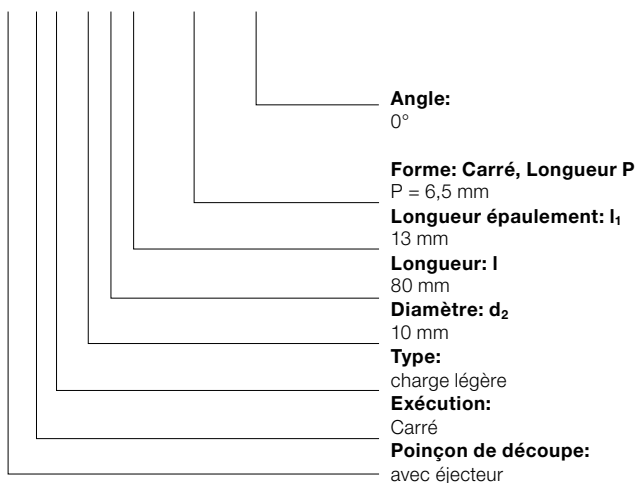 Angle:
0°
Forme: Carré, Longueur P
P = 6,5 mm
Longueur épaulement: l₁
13 mm
Longueur: l
80 mm
Diamètre: d₂
10 mm
Type:
charge légère
Exécution:
Carré
Poinçon de découpe:
avec éjecteur